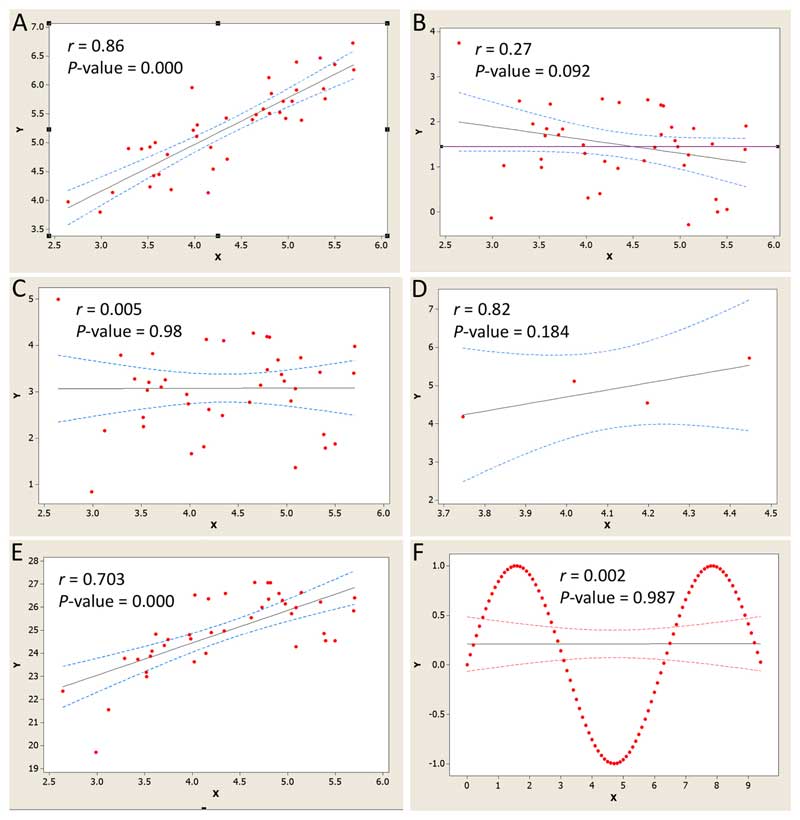 A
r = 0.86
P-value = 0.000
7.0
6.5
6.0
5.5
5.0
4.5
4.0
3.5
Y
2.5 3.0 3.5 4.0 4.5 5.0 5.5 6.0
X
B
r = 0.27
P-value = 0.092
4
3
2
1
0
Y
2.5 3.0 3.5 4.0 4.5 5.0 5.5 6.0
X
C
r = 0.005
P-value = 0.98
5
4
3
2
1
Y
2.5 3.0 3.5 4.0 4.5 5.0 5.5 6.0
X
D
r = 0.82
P-value = 0.184
7
6
5
4
3
2
Y
3.7 3.8 3.9 4.0 4.1 4.2 4.3 4.4 4.5
X
E
r = 0.703
P-value = 0.000
28
27
26
25
24
23
22
21
20
19
Y
2.5 3.0 3.5 4.0 4.5 5.0 5.5 6.0
X
F
r = 0.002
P-value = 0.987
1.0
0.5
0.0
-0.5
-1.0
Y
0 1 2 3 4 5 6 7 8 9
X